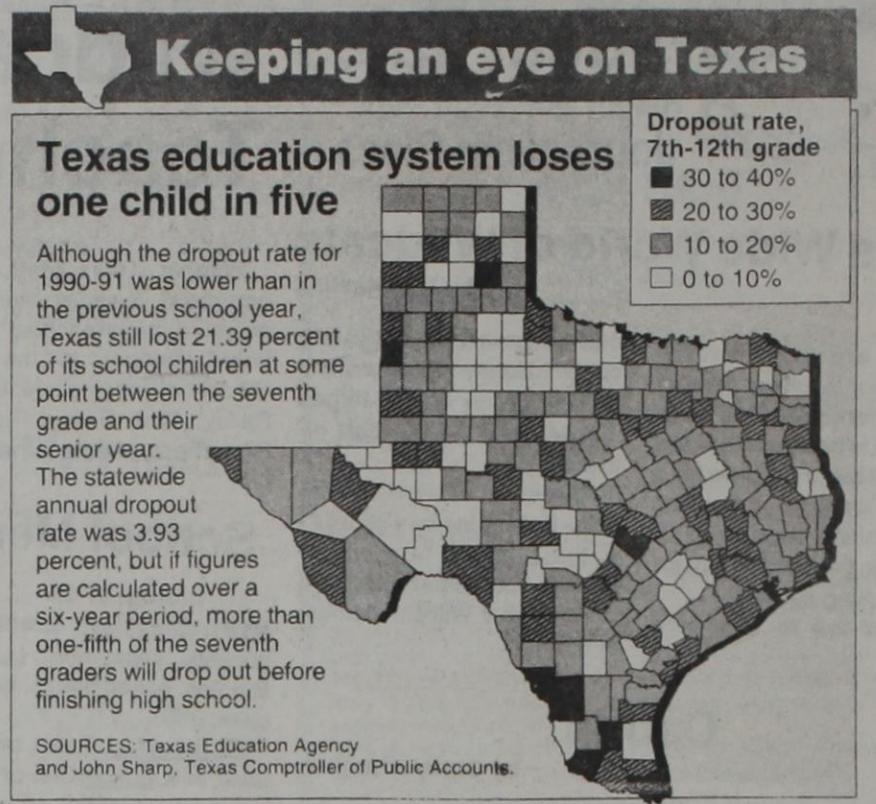 Keeping an eye on Texas
Texas education system loses
one child in five
Although the dropout rate for
1990-91 was lower than in
the previous school year,
Texas still lost 21.39 percent
of its school children at some
point between the seventh
grade and their
senior year.
The statewide
annual dropout
rate was 3.93
percent, but if figures
are calculated over a
six-year period, more than
one-fifth of the seventh
graders will drop out before
finishing high school.
SOURCES: Texas Education Agency
and John Sharp, Texas Comptroller of Public Accounts.
Dropout rate,
7th-12th grade
30 to 40%
20 to 30%
10 to 20%
0 to 10%